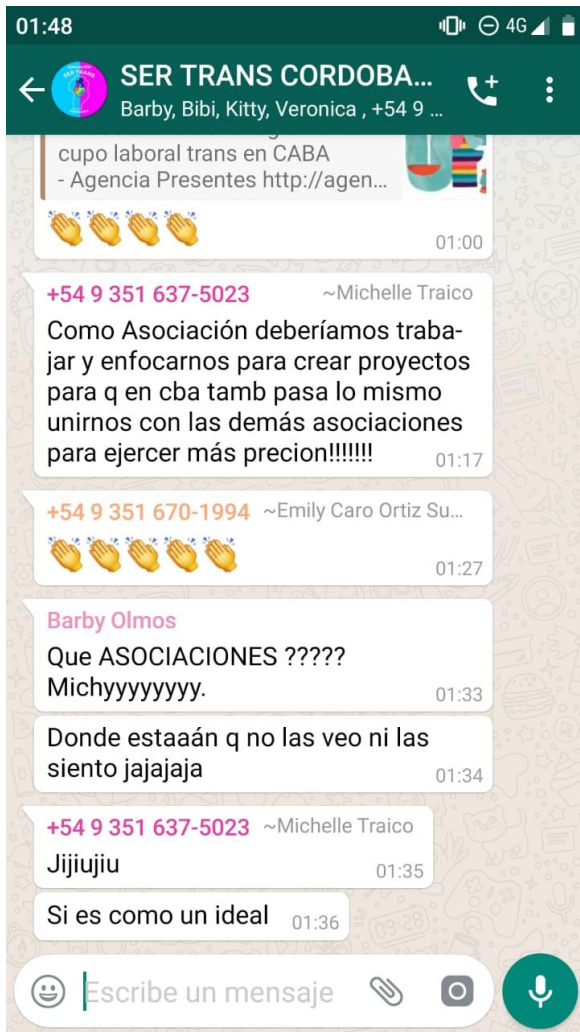 01:48
4G
SER TRANS CORDOBA...
Barby, Bibi, Kitty, Veronica , +54 9 ...
cupo laboral trans en CABA
- Agencia Presentes http://agen...
👏👏👏👏
01:00
+54 9 351 637-5023 ~Michelle Traico
Como Asociación deberíamos traba-
jar y enfocarnos para crear proyectos
para q en cba tamb pasa lo mismo
unirnos con las demás asociaciones
para ejercer más precion!!!!!!!
01:17
+54 9 351 670-1994 ~Emily Caro Ortiz Su...
👏👏👏👏👏
01:27
Barby Olmos
Que ASOCIACIONES ?????
Michyyyyyyyy.
01:33
Donde estaaán q no las veo ni las
siento jajajaja
01:34
+54 9 351 637-5023 ~Michelle Traico
Jijiujiu
01:35
Si es como un ideal 01:36
Escribe un mensaje